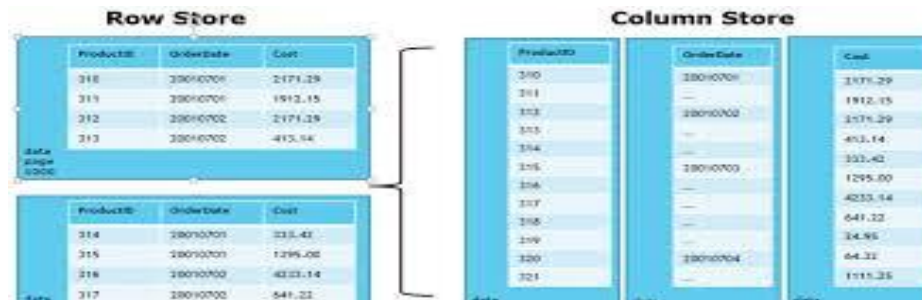 Row Store
ProductID OrderDate Cost
310 20010701 2171.29
311 20010701 1912.15
312 20010702 2171.29
313 20010702 413.14
data
page
1000
ProductID OrderDate Cost
314 20010701 333.42
315 20010701 1295.00
316 20010702 4233.14
317 20010702 641.22
data
Column Store
ProductID
310
311
312
313
314
315
316
317
318
319
320
321
data
OrderDate
20010701
...
20010702
...
...
20010703
...
...
...
...
20010704
...
Cost
2171.29
1912.15
2171.29
413.14
333.42
1295.00
4233.14
641.22
24.95
64.32
1111.25